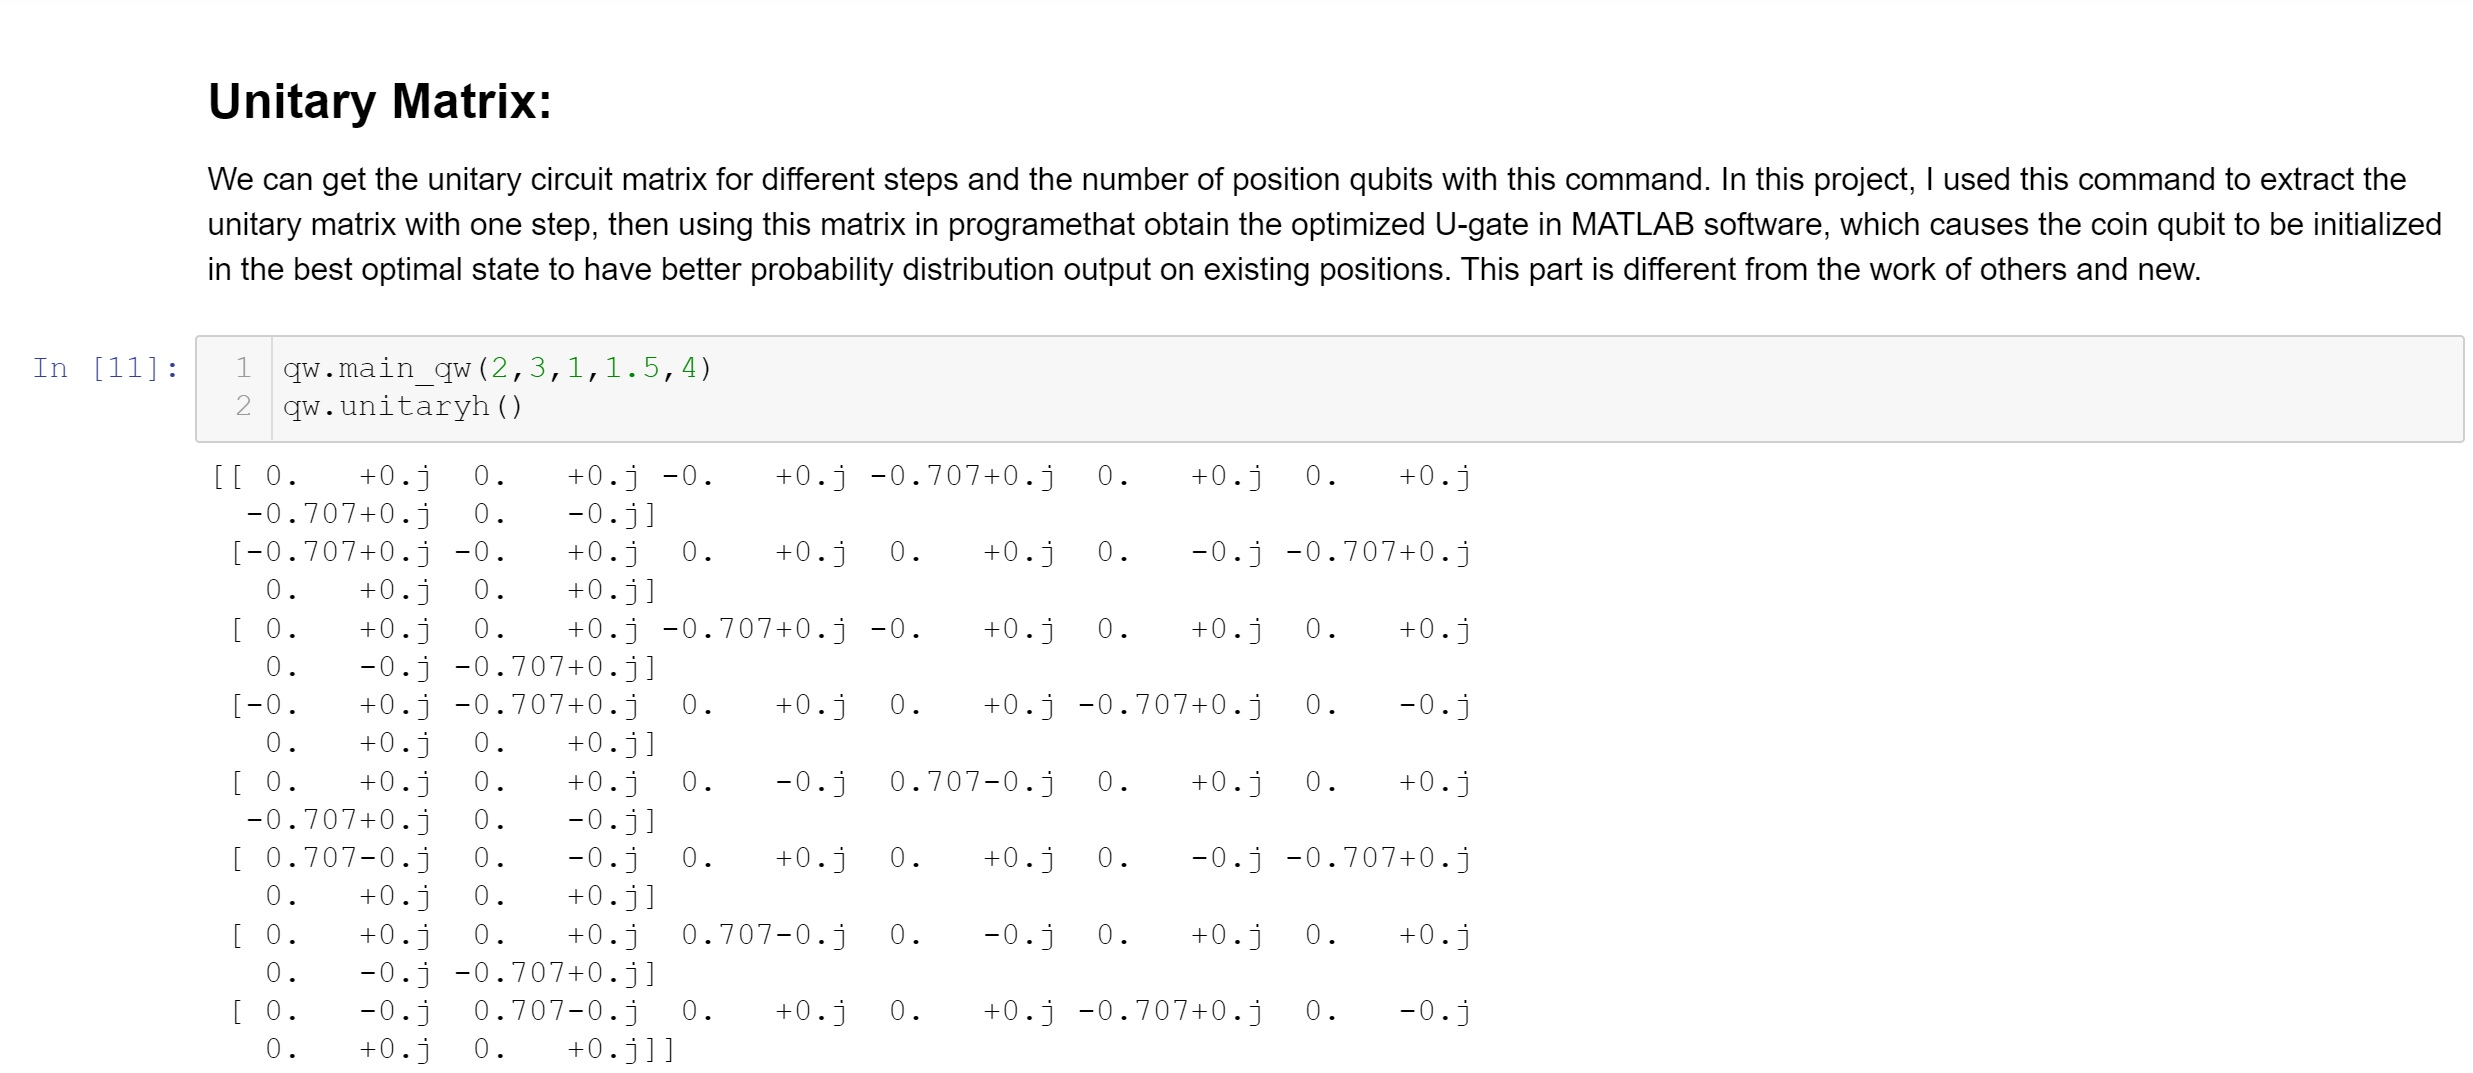 Unitary Matrix:
We can get the unitary circuit matrix for different steps and the number of position qubits with this command. In this project, I used this command to extract the
unitary matrix with one step, then using this matrix in programethat obtain the optimized U-gate in MATLAB software, which causes the coin qubit to be initialized
in the best optimal state to have better probability distribution output on existing positions. This part is different from the work of others and new.
In [11]: 1 qw.main_qw(2,3,1,1.5,4)
2 qw.unitaryh()
[[ 0.   +0.j  0.   +0.j -0.   +0.j -0.707+0.j  0.   +0.j  0.   +0.j
-0.707+0.j  0.   -0.j]
[-0.707+0.j -0.   +0.j  0.   +0.j  0.   +0.j  0.   -0.j -0.707+0.j
0.   +0.j  0.   +0.j]
[ 0.   +0.j  0.   +0.j -0.707+0.j -0.   +0.j  0.   +0.j  0.   +0.j
0.   -0.j -0.707+0.j]
[-0.   +0.j -0.707+0.j  0.   +0.j  0.   +0.j -0.707+0.j  0.   -0.j
0.   +0.j  0.   +0.j]
[ 0.   +0.j  0.   +0.j  0.   -0.j  0.707-0.j  0.   +0.j  0.   +0.j
-0.707+0.j  0.   -0.j]
[ 0.707-0.j  0.   -0.j  0.   +0.j  0.   +0.j  0.   -0.j -0.707+0.j
0.   +0.j  0.   +0.j]
[ 0.   +0.j  0.   +0.j  0.707-0.j  0.   -0.j  0.   +0.j  0.   +0.j
0.   -0.j -0.707+0.j]
[ 0.   -0.j  0.707-0.j  0.   +0.j  0.   +0.j -0.707+0.j  0.   -0.j
0.   +0.j  0.   +0.j]]